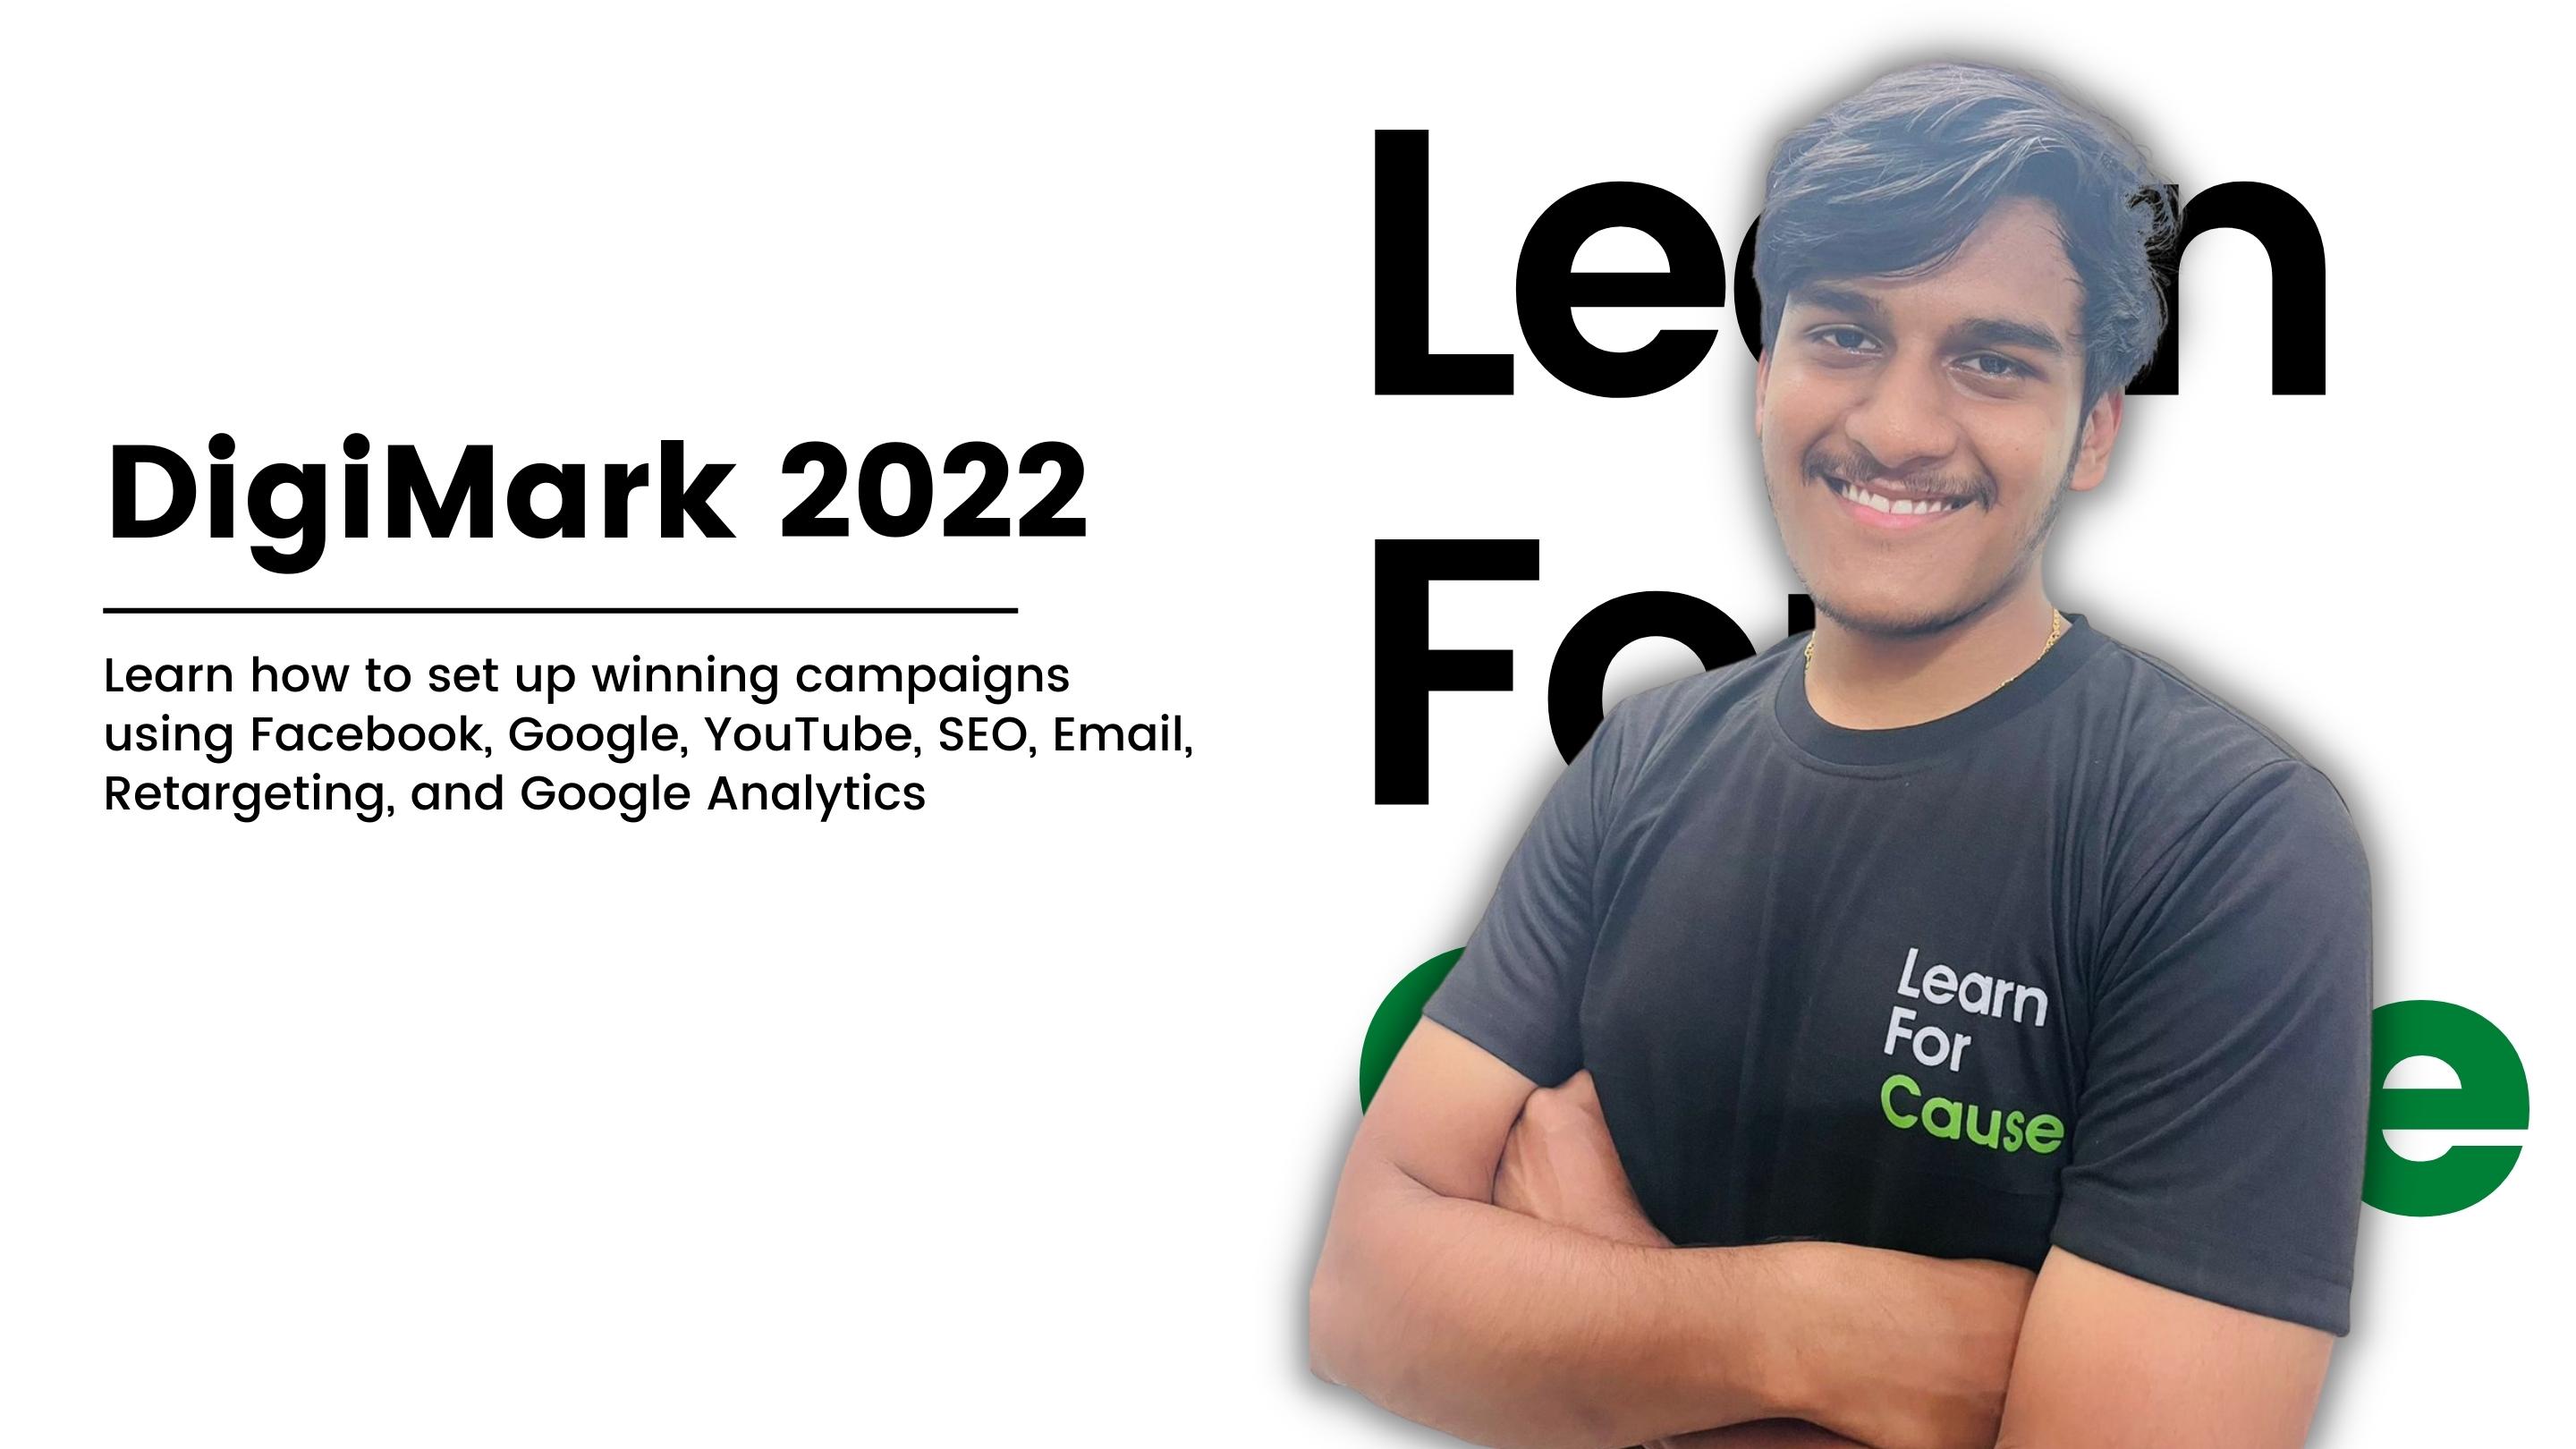 DigiMark 2022
Learn how to set up winning campaigns
using Facebook, Google, YouTube, SEO, Email,
Retargeting, and Google Analytics
Learn
For
Cause